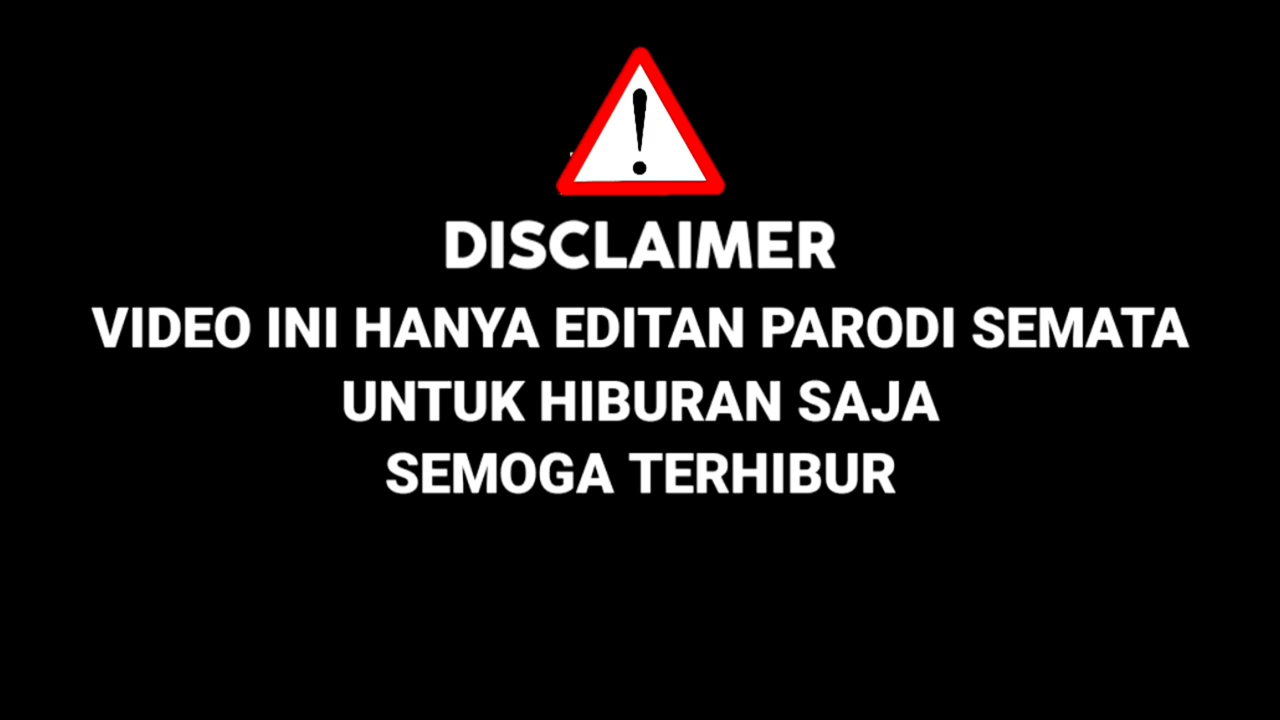 DISCLAIMER
VIDEO INI HANYA EDITAN PARODI SEMATA
UNTUK HIBURAN SAJA
SEMOGA TERHIBUR